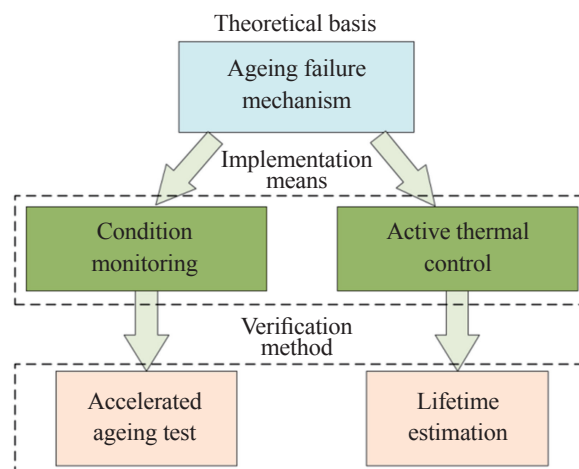 Theoretical basis
Ageing failure
mechanism
Implementation
means
Condition
monitoring
Active thermal
control
Verification
method
Accelerated
ageing test
Lifetime
estimation